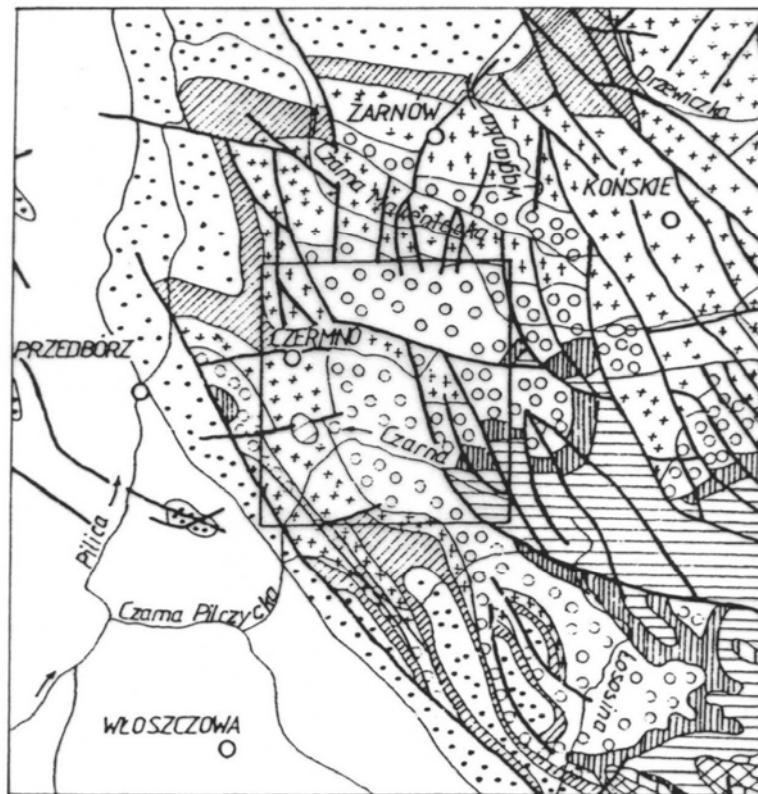 Drzewiczka
ŻARNÓW
Wąglanka
Czarna Maleniecka
KOŃSKIE
CZERMNO
PRZEDBÓRZ
Czarna
Pilica
Czarna Pilczycka
Łososina
WŁOSZCZOWA